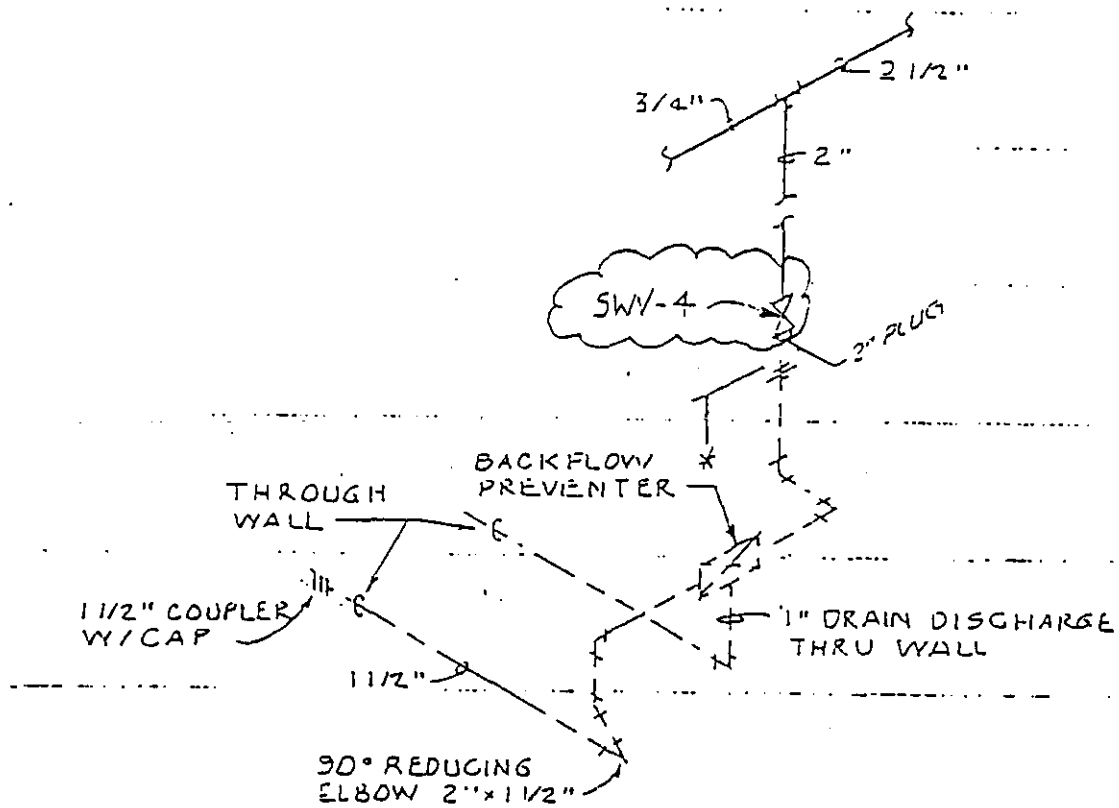 2 1/2"
3/4"
2"
SWV-4
2" PLUG
BACKFLOW
PREVENTER
THROUGH
WALL
1 1/2" COUPLER
W/CAP
1" DRAIN DISCHARGE
THRU WALL
1 1/2"
90° REDUCING
ELBOW 2"x1 1/2"